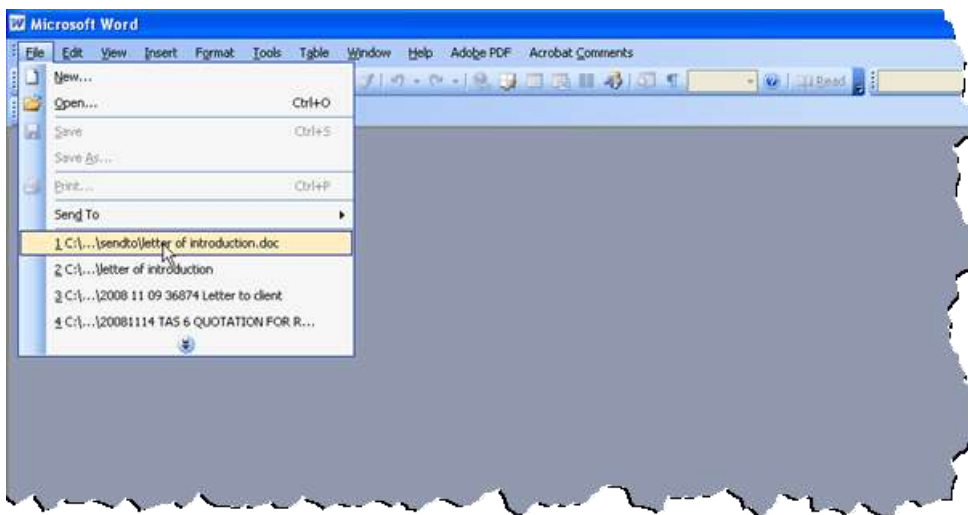 Microsoft Word
File Edit View Insert Format Tools Table Window Help Adobe PDF Acrobat Comments
New...
Read
Open... Ctrl+O
Save Ctrl+S
Save As...
Print... Ctrl+P
Send To
1 C:\...\sendto\letter of introduction.doc
2 C:\...\letter of introduction
3 C:\...\2008 11 09 36874 Letter to client
4 C:\...\20081114 TAS 6 QUOTATION FOR R...